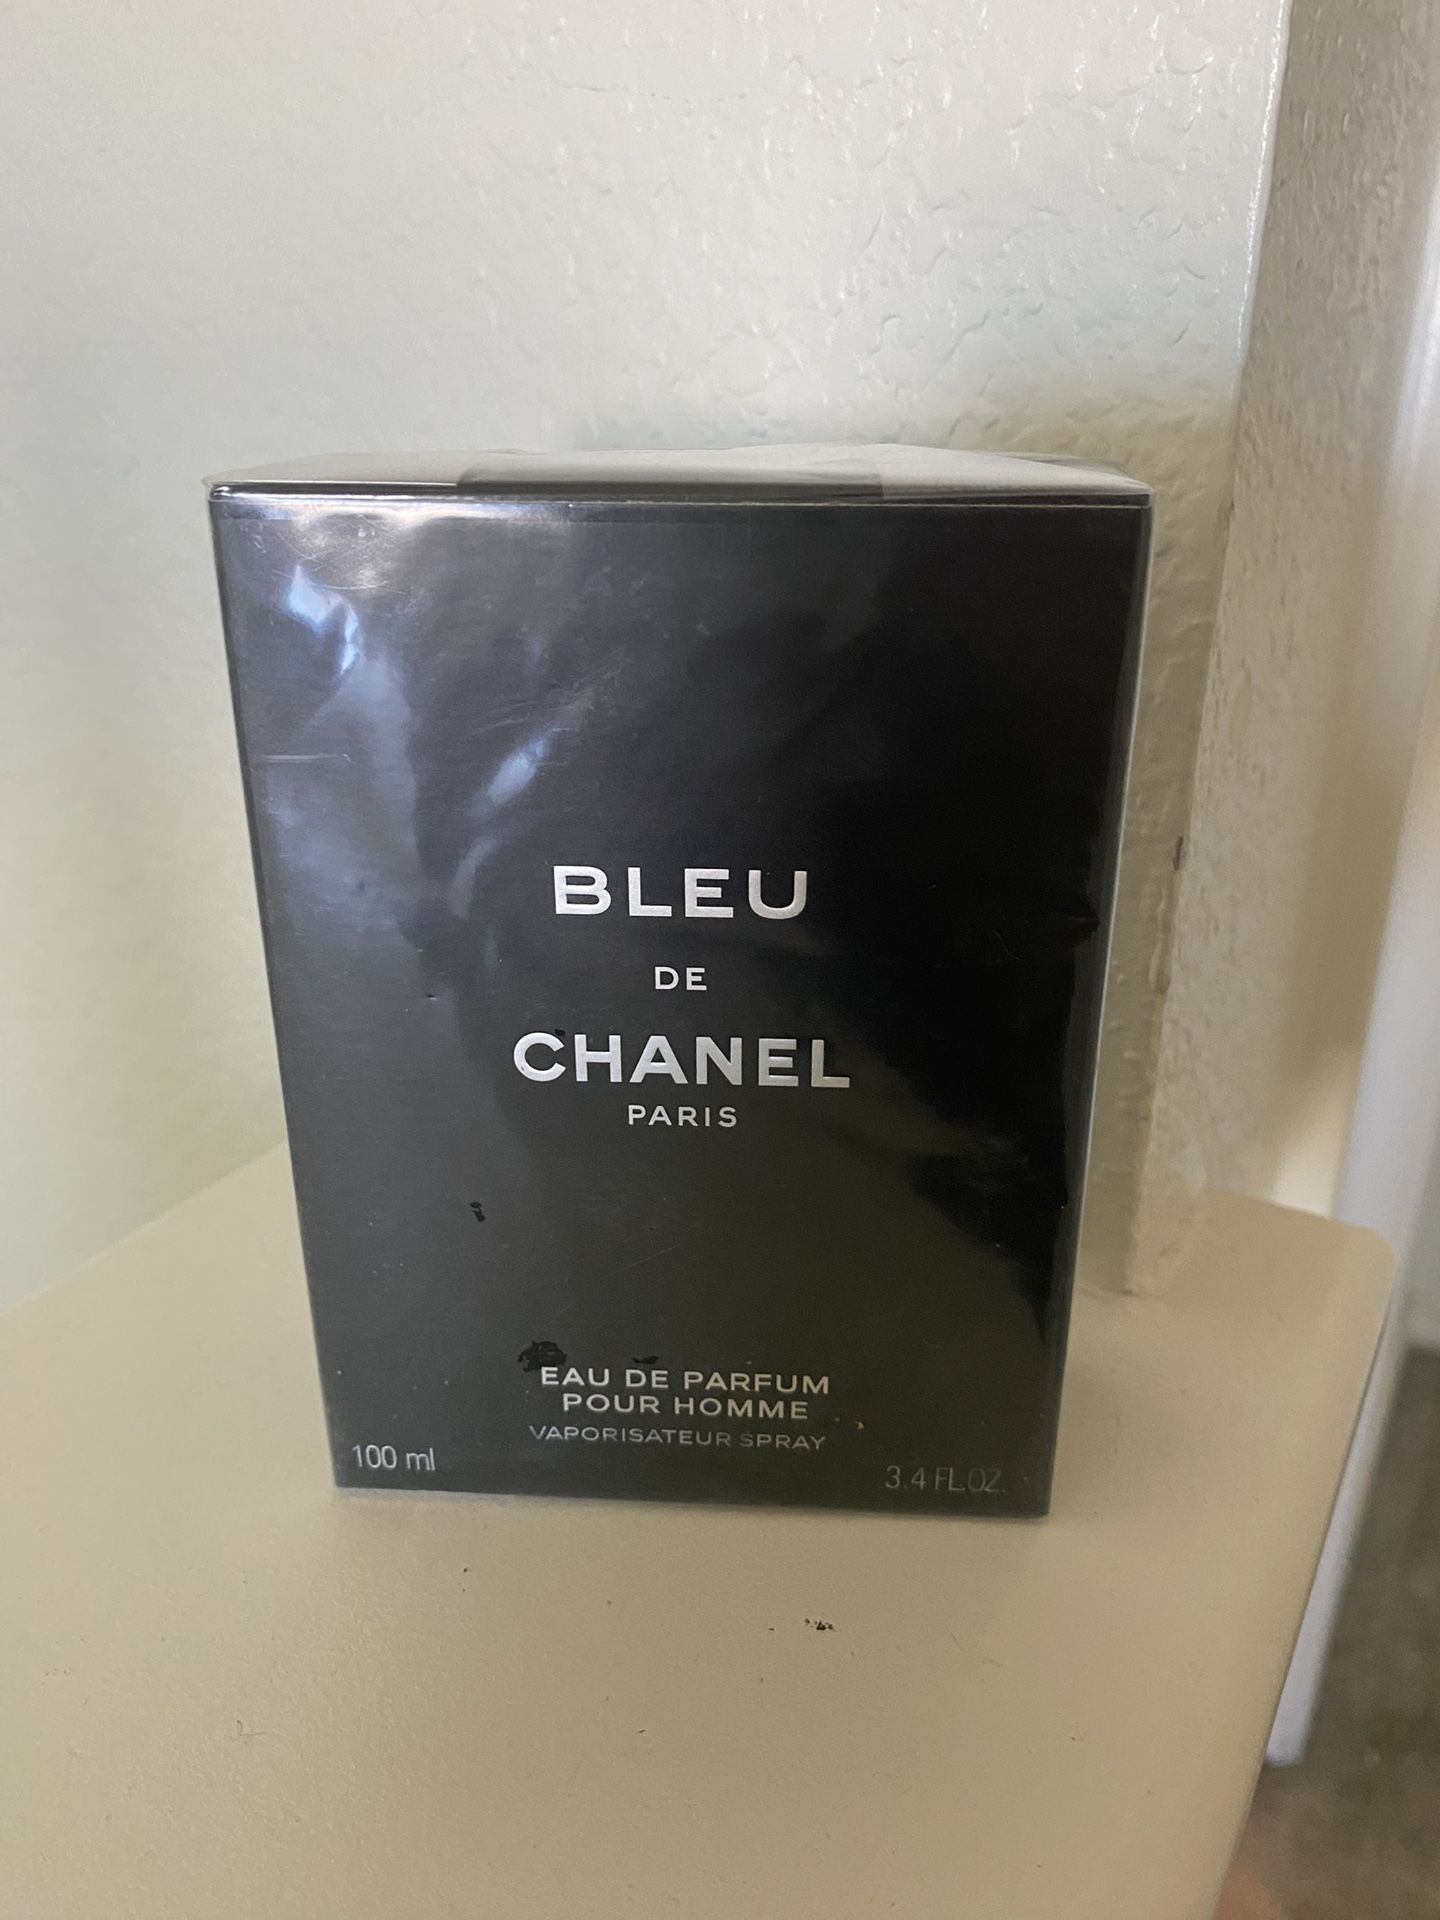 BLEU
DE
CHANEL
PARIS
EAU DE PARFUM
POUR HOMME
VAPORISATEUR SPRAY
100 ml
3.4 FL.OZ.